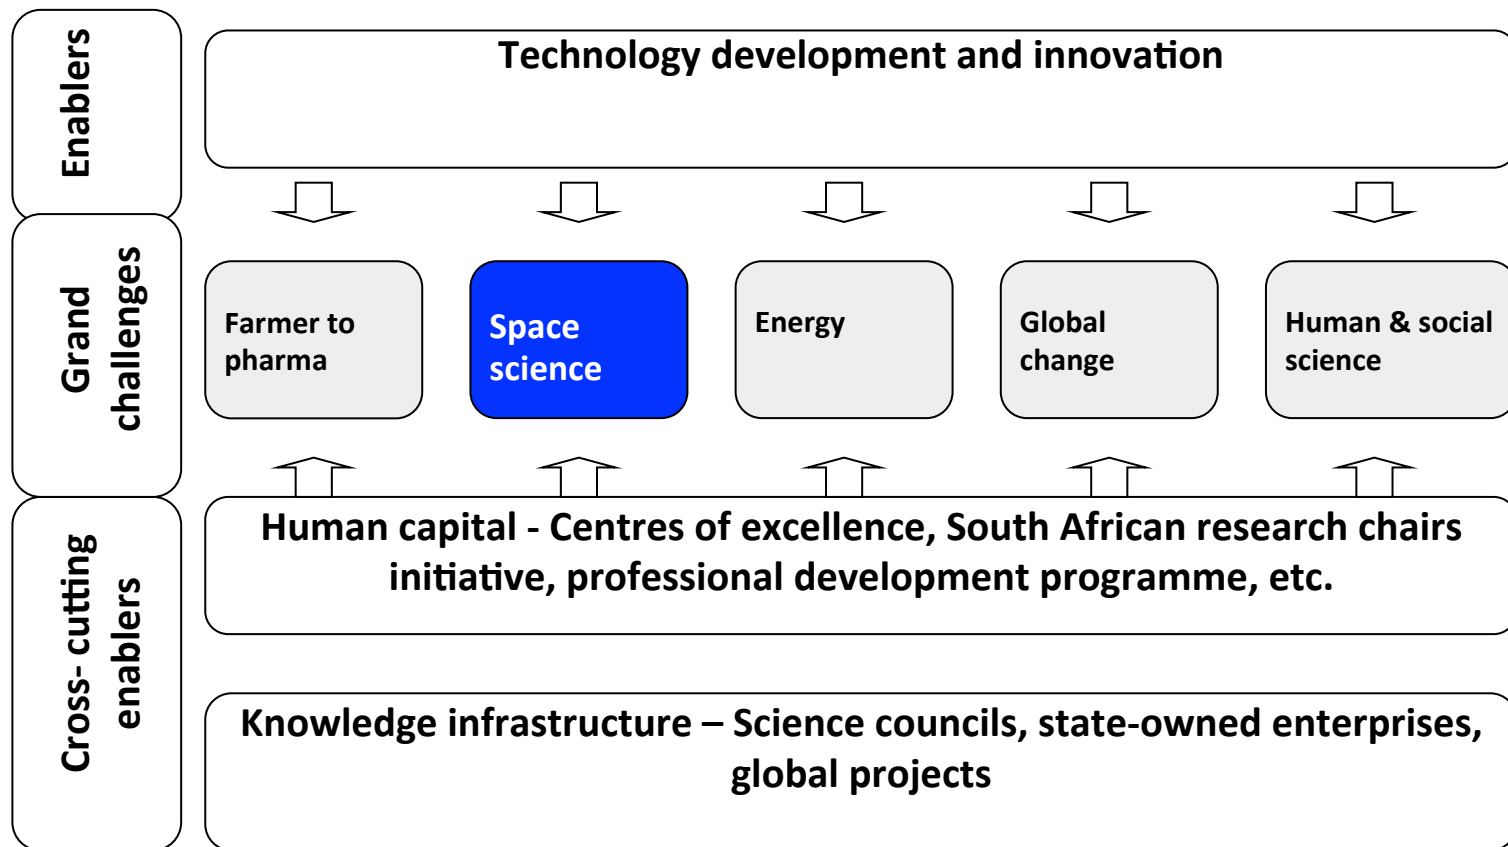 Enablers
Technology development and innovation
Grand
challenges
Farmer to
pharma
Space
science
Energy
Global
change
Human & social
science
Cross- cutting
enablers
Human capital - Centres of excellence, South African research chairs
initiative, professional development programme, etc.
Knowledge infrastructure – Science councils, state-owned enterprises,
global projects